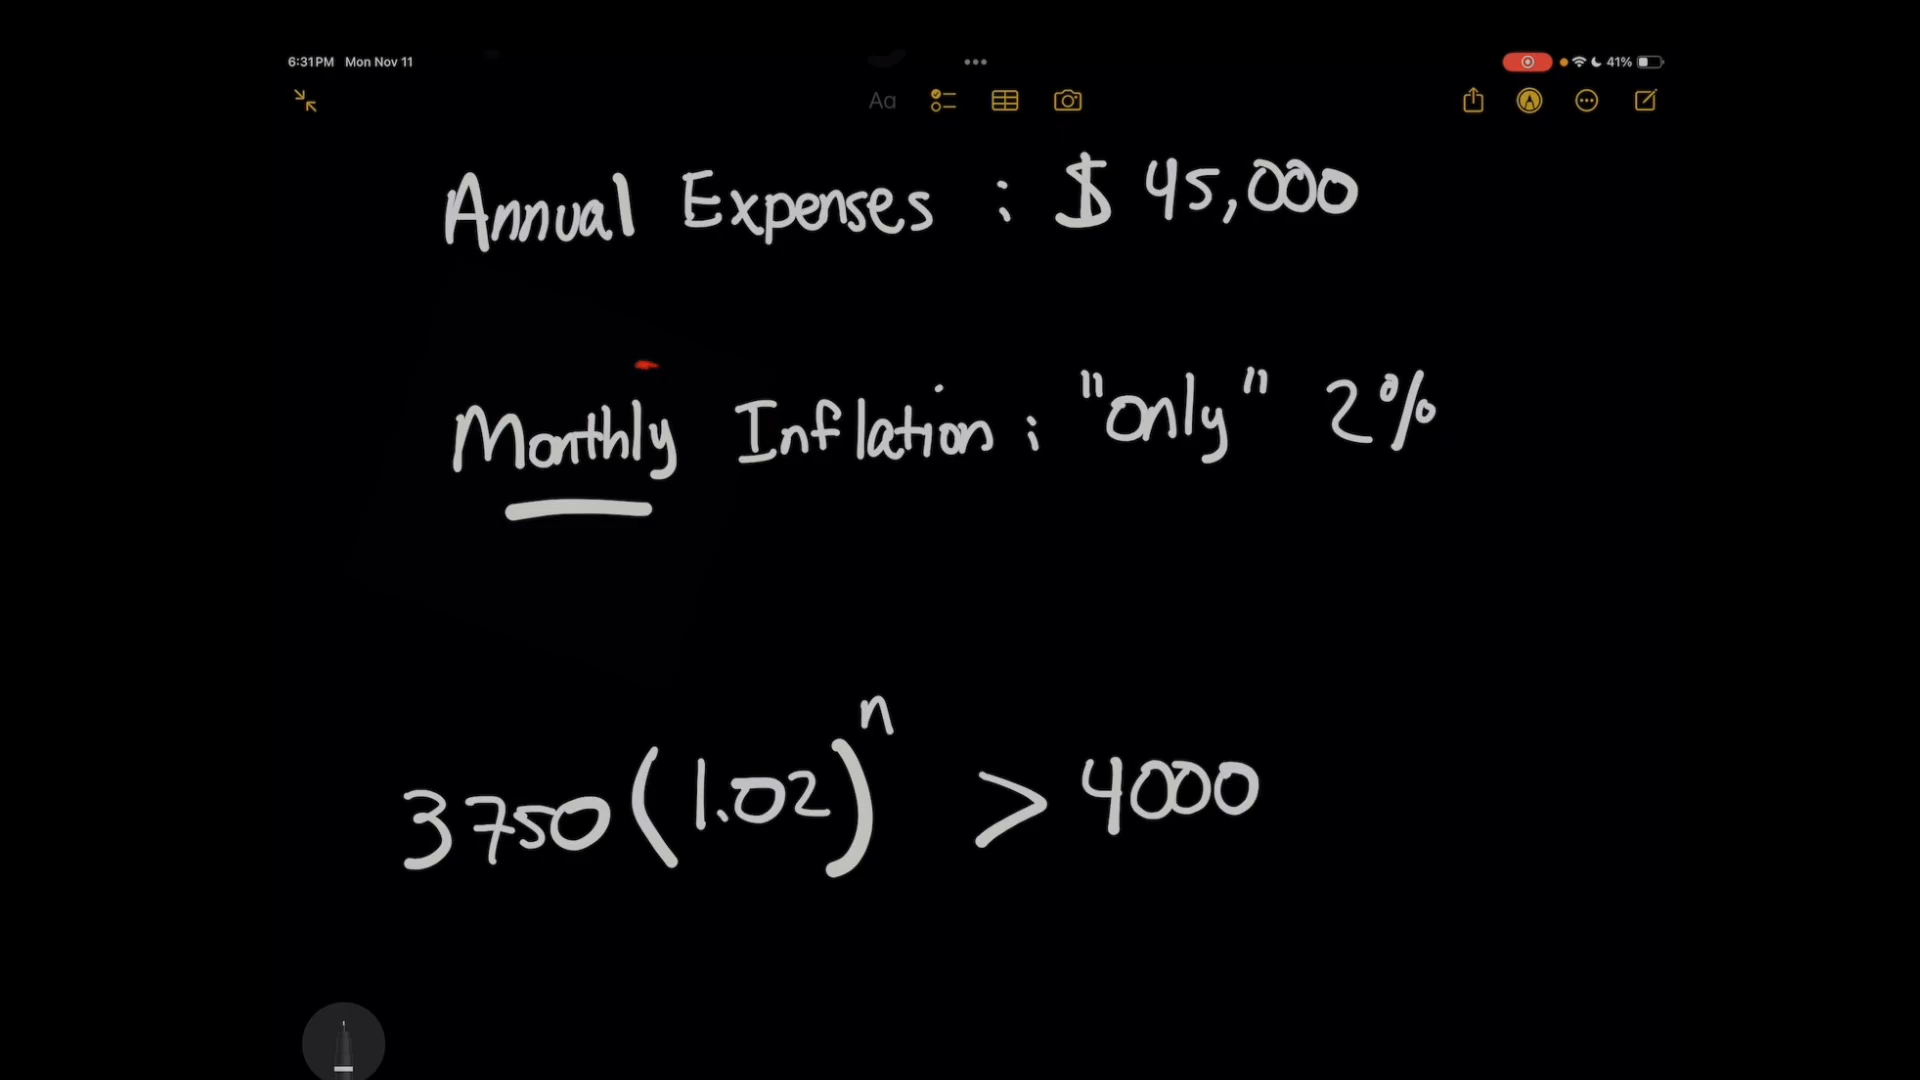 6:31PM Mon Nov 11
41%
Aa
Annual Expenses : $ 45,000
Monthly Inflation : "only" 2%
3750(1.02)^n > 4000